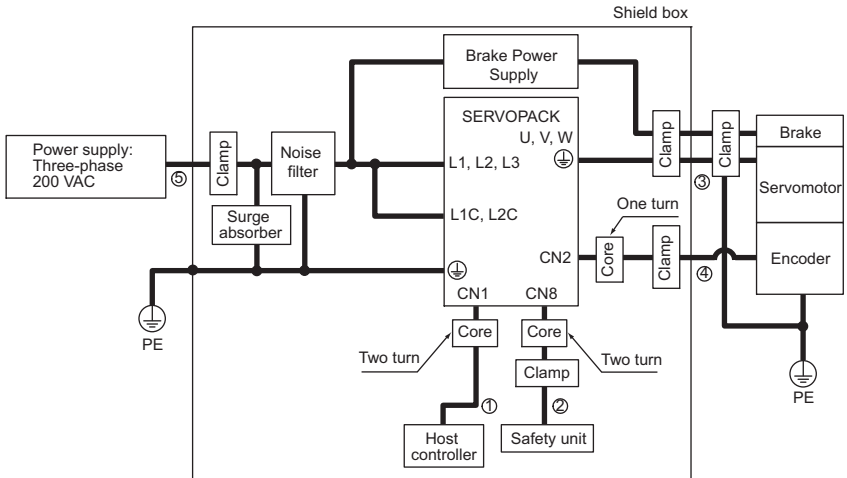 Shield box
Brake Power
Supply
SERVOPACK
U, V, W
Power supply:
Three-phase
200 VAC
⑤
Clamp
Noise
filter
L1, L2, L3
Clamp
Clamp
③
Brake
Servomotor
Surge
absorber
L1C, L2C
One turn
CN2
Core
Clamp
④
Encoder
PE
CN1
CN8
Core
Core
Two turn
Two turn
Clamp
PE
①
②
Host
controller
Safety unit